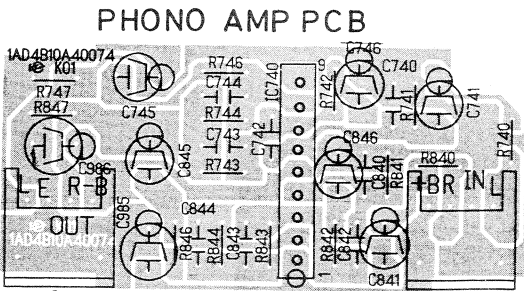 PHONO AMP PCB
1AD4B10A40074
K01
R747
R847
C745
R746
C744
R744
C743
R743
IC740
9
R742
C746
C740
R741
C741
R740
C742
C846
C986
C845
C840
R841
R840
L E R-B
OUT
1AD4B10A40074
C985
C844
R846
R844
C843
R843
1
R842
C842
C841
+BR IN L